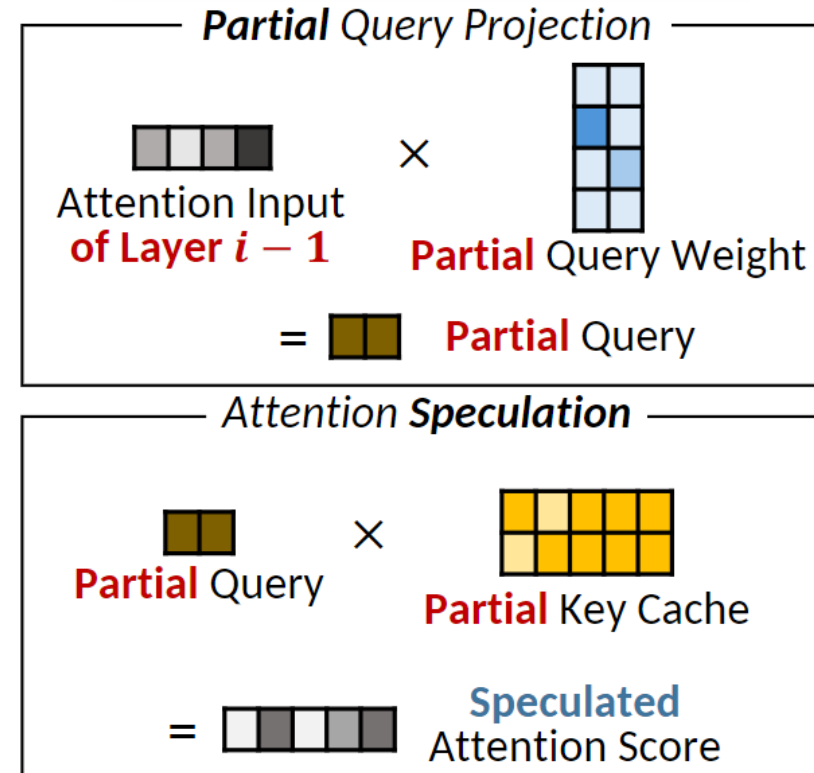 Partial Query Projection
×
Attention Input
of Layer i − 1
Partial Query Weight
= Partial Query
Attention Speculation
×
Partial Query
Partial Key Cache
= Speculated
Attention Score